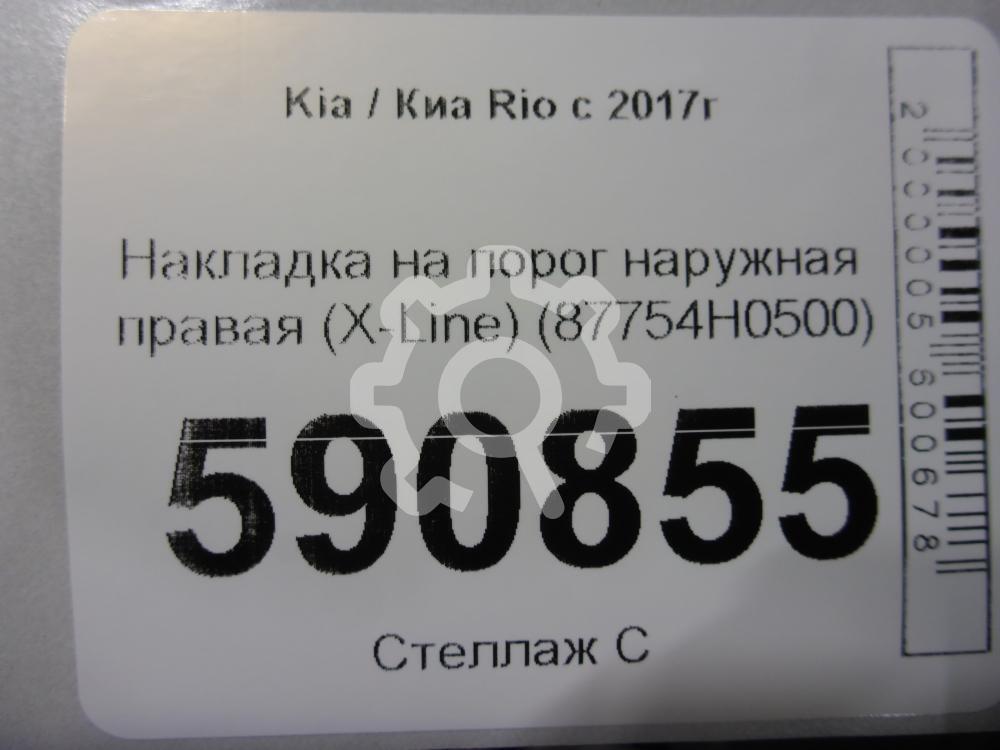 Kia / Киа Rio с 2017г
Накладка на порог наружная
правая (X-Line) (87754H0500)
590855
Стеллаж С
2000005600678